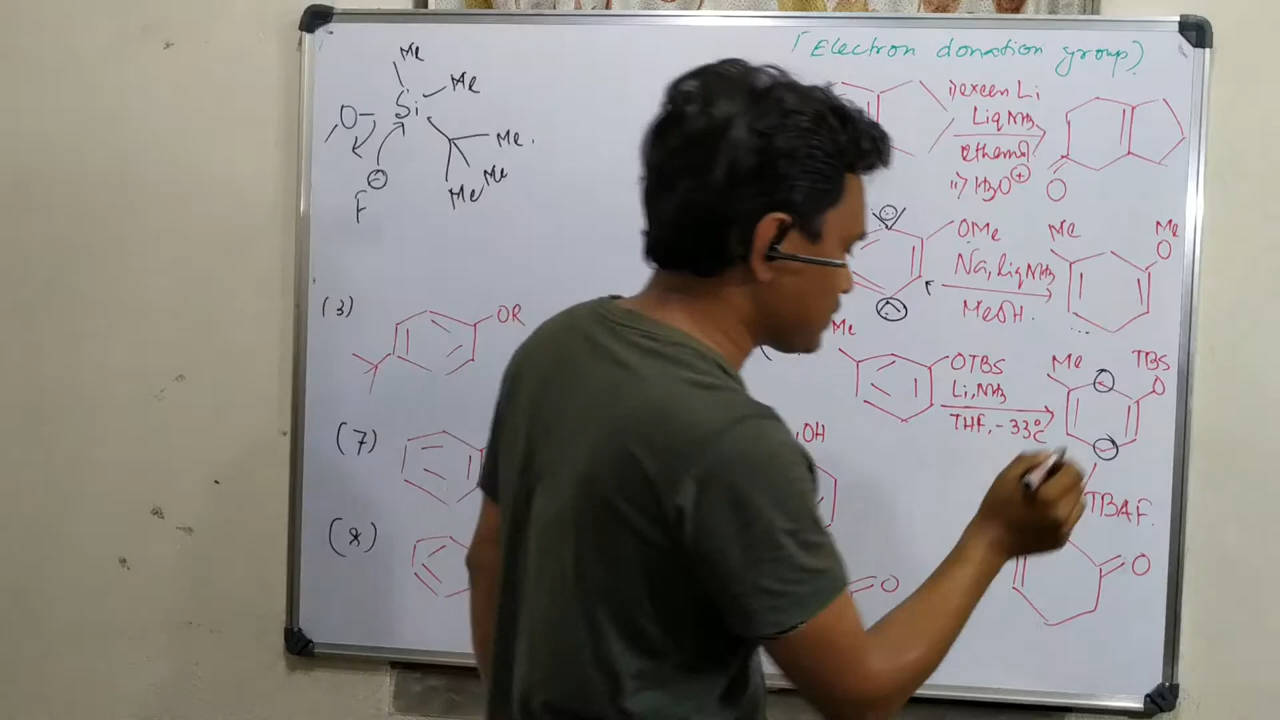 (Electron donation group)
Me
Si
Me
O
Me.
Me
Me
⊖
F
i) exeen Li
Liq NH3
ethanol
ii) H3O⊕
O
OMe
Na, liq NH3
MeOH.
Me
Me
O
(3)
OR
Me
OTBS
Li, NH3
THF, -33°C
Me
TBS
O
(7)
OH
TBAF.
(8)
O
O